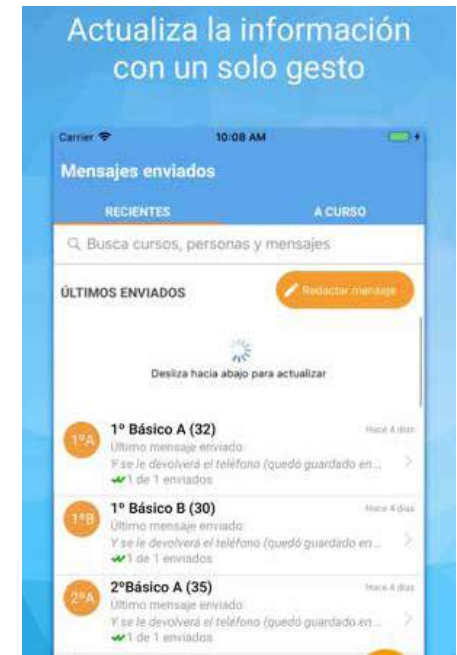 Actualiza la información
con un solo gesto
Carrier 10:08 AM
Mensajes enviados
RECIENTES A CURSO
Busca cursos, personas y mensajes
ÚLTIMOS ENVIADOS Redactar mensaje
Desliza hacia abajo para actualizar
1ºA 1º Básico A (32) Hace 4 días
Último mensaje enviado:
Y se le devolverá el teléfono (quedó guardado en ...
1 de 1 enviados
1ºB 1º Básico B (30) Hace 4 días
Último mensaje enviado:
Y se le devolverá el teléfono (quedó guardado en ...
1 de 1 enviados
2ºA 2ºBásico A (35) Hace 4 días
Último mensaje enviado:
Y se le devolverá el teléfono (quedó guardado en ...
1 de 1 enviados